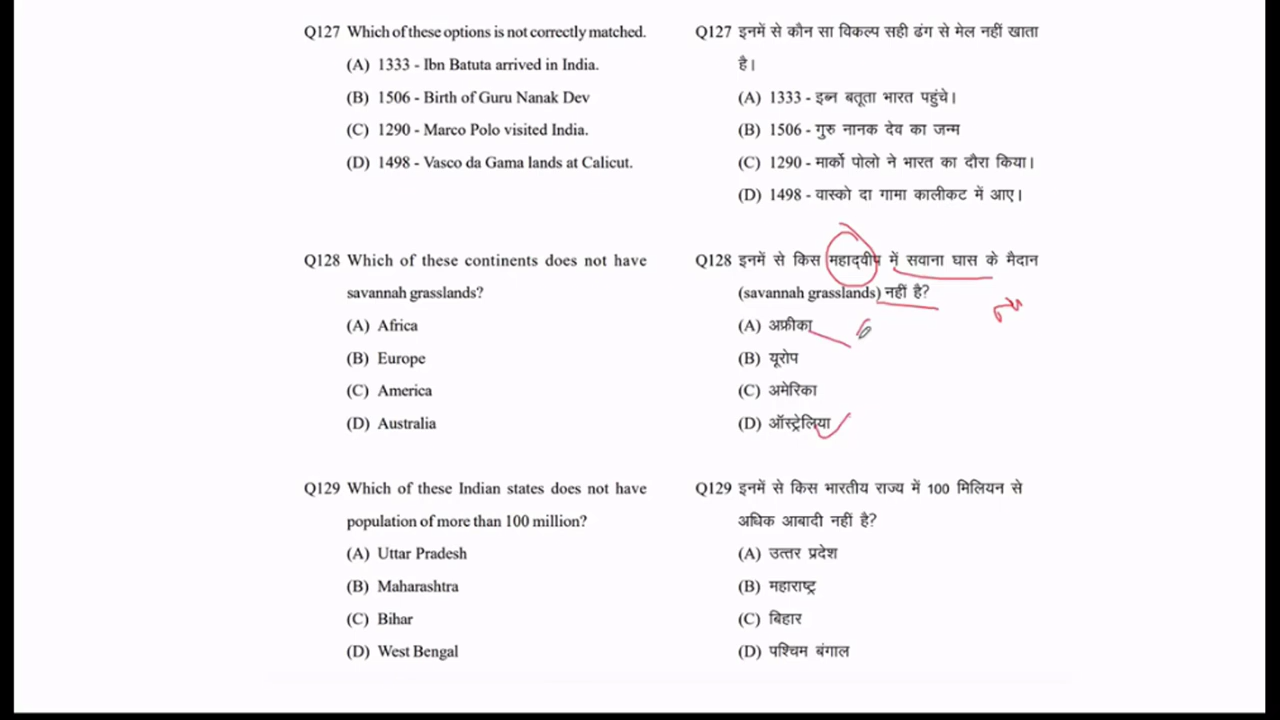 Q127 Which of these options is not correctly matched.
(A) 1333 - Ibn Batuta arrived in India.
(B) 1506 - Birth of Guru Nanak Dev
(C) 1290 - Marco Polo visited India.
(D) 1498 - Vasco da Gama lands at Calicut.
Q128 Which of these continents does not have
savannah grasslands?
(A) Africa
(B) Europe
(C) America
(D) Australia
Q129 Which of these Indian states does not have
population of more than 100 million?
(A) Uttar Pradesh
(B) Maharashtra
(C) Bihar
(D) West Bengal
Q127 इनमें से कौन सा विकल्प सही ढंग से मेल नहीं खाता
है।
(A) 1333 - इब्न बतूता भारत पहुंचे।
(B) 1506 - गुरु नानक देव का जन्म
(C) 1290 - मार्को पोलो ने भारत का दौरा किया।
(D) 1498 - वास्को दा गामा कालीकट में आए।
Q128 इनमें से किस महाद्वीप में सवाना घास के मैदान
(savannah grasslands) नहीं है?
(A) अफ्रीका
(B) यूरोप
(C) अमेरिका
(D) ऑस्ट्रेलिया
Q129 इनमें से किस भारतीय राज्य में 100 मिलियन से
अधिक आबादी नहीं है?
(A) उत्तर प्रदेश
(B) महाराष्ट्र
(C) बिहार
(D) पश्चिम बंगाल